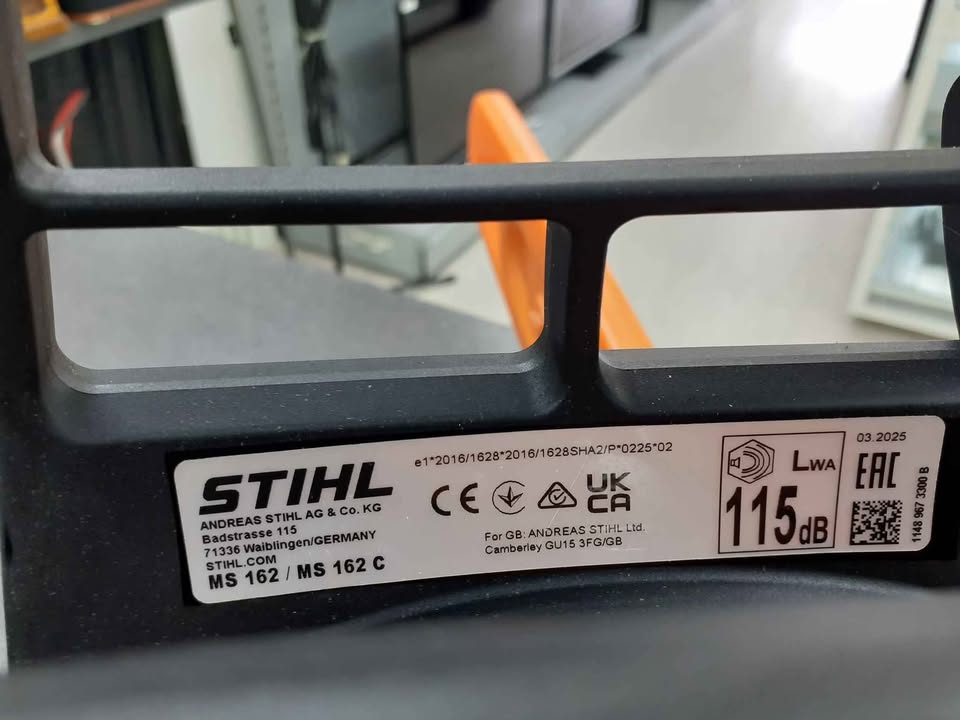 STIHL
ANDREAS STIHL AG & Co. KG
Badstrasse 115
71336 Waiblingen/GERMANY
STIHL.COM
MS 162 / MS 162 C
e1*2016/1628*2016/1628SHA2/P*0225*02
CE
UK
CA
For GB: ANDREAS STIHL Ltd.
Camberley GU15 3FG/GB
LWA
115dB
03.2025
EAC
1148 967 3300 B